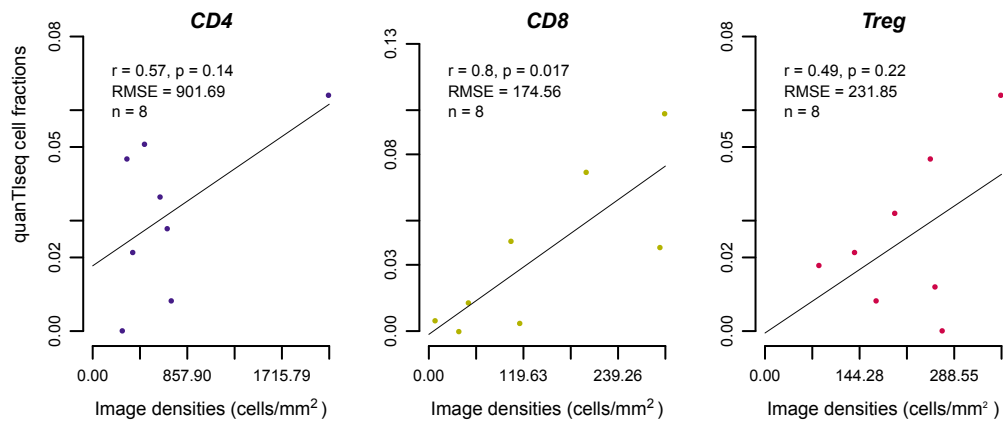 CD4
CD8
Treg
quanTIseq cell fractions
0.08
0.05
0.02
0.00
r = 0.57, p = 0.14
RMSE = 901.69
n = 8
0.00
857.90
1715.79
Image densities (cells/mm²)
0.13
0.08
0.03
0.00
r = 0.8, p = 0.017
RMSE = 174.56
n = 8
0.00
119.63
239.26
Image densities (cells/mm²)
0.08
0.05
0.02
0.00
r = 0.49, p = 0.22
RMSE = 231.85
n = 8
0.00
144.28
288.55
Image densities (cells/mm²)